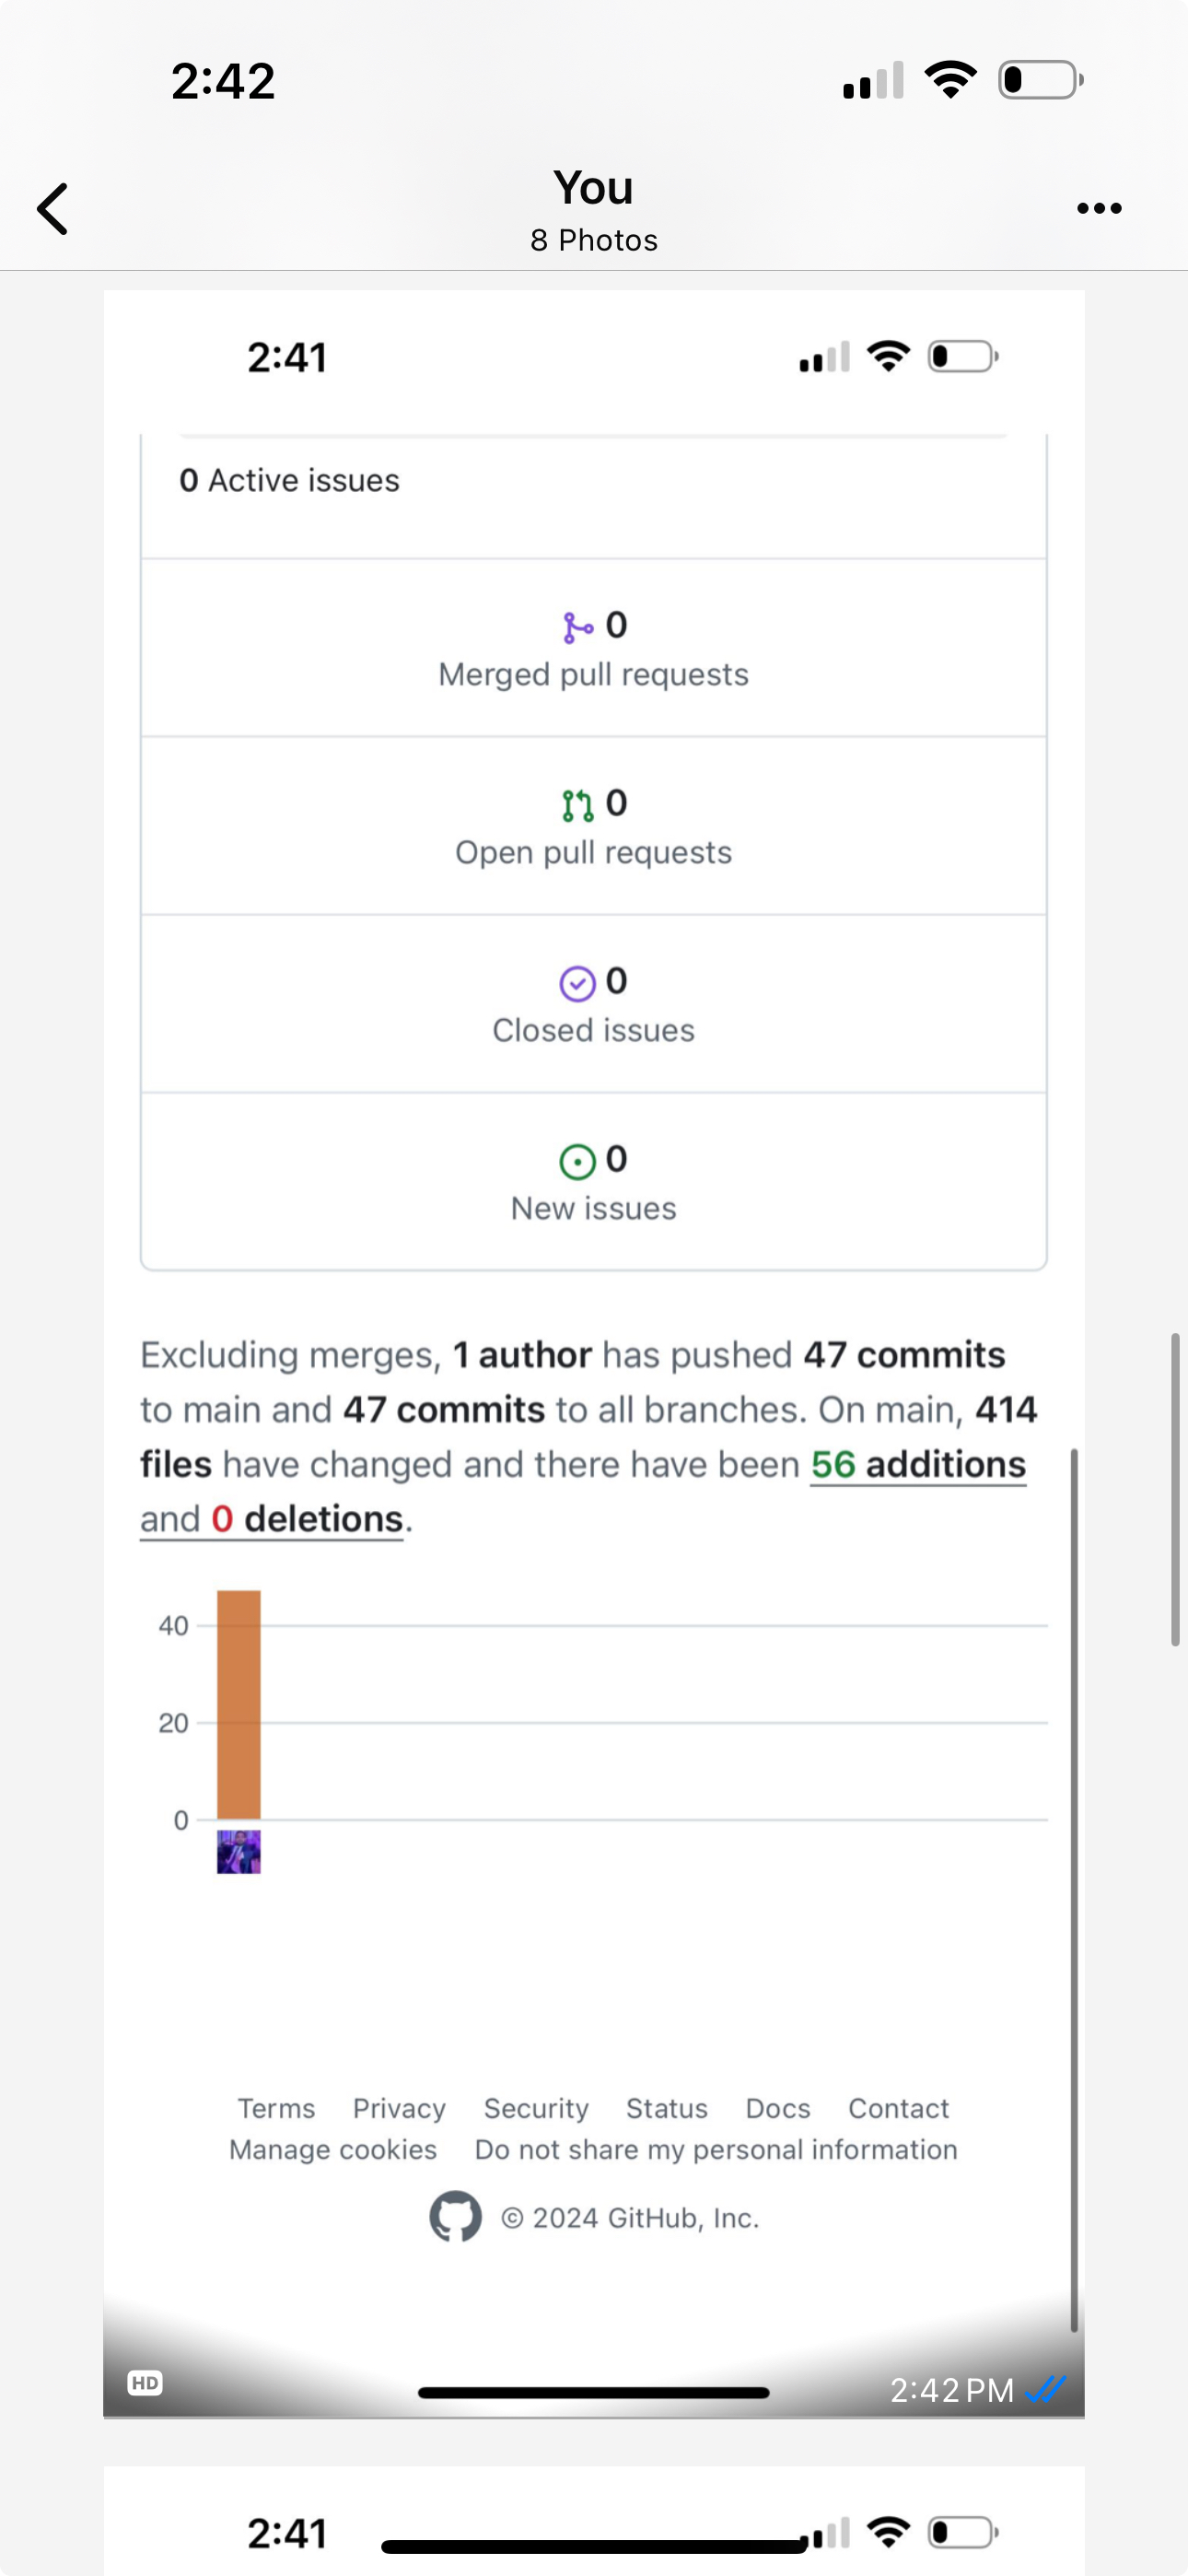 2:42
You
8 Photos
2:41
0 Active issues
0
Merged pull requests
0
Open pull requests
0
Closed issues
0
New issues
Excluding merges, 1 author has pushed 47 commits
to main and 47 commits to all branches. On main, 414
files have changed and there have been 56 additions
and 0 deletions.
40
20
0
Terms Privacy Security Status Docs Contact
Manage cookies Do not share my personal information
© 2024 GitHub, Inc.
HD
2:42 PM
2:41